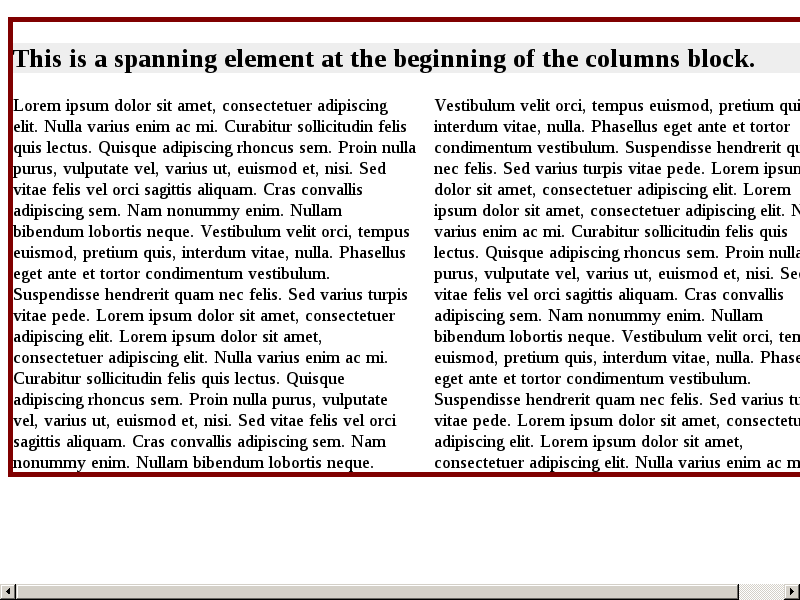 This is a spanning element at the beginning of the columns block.
Lorem ipsum dolor sit amet, consectetuer adipiscing
elit. Nulla varius enim ac mi. Curabitur sollicitudin felis
quis lectus. Quisque adipiscing rhoncus sem. Proin nulla
purus, vulputate vel, varius ut, euismod et, nisi. Sed
vitae felis vel orci sagittis aliquam. Cras convallis
adipiscing sem. Nam nonummy enim. Nullam
bibendum lobortis neque. Vestibulum velit orci, tempus
euismod, pretium quis, interdum vitae, nulla. Phasellus
eget ante et tortor condimentum vestibulum.
Suspendisse hendrerit quam nec felis. Sed varius turpis
vitae pede. Lorem ipsum dolor sit amet, consectetuer
adipiscing elit. Lorem ipsum dolor sit amet,
consectetuer adipiscing elit. Nulla varius enim ac mi.
Curabitur sollicitudin felis quis lectus. Quisque
adipiscing rhoncus sem. Proin nulla purus, vulputate
vel, varius ut, euismod et, nisi. Sed vitae felis vel orci
sagittis aliquam. Cras convallis adipiscing sem. Nam
nonummy enim. Nullam bibendum lobortis neque.
Vestibulum velit orci, tempus euismod, pretium qui
interdum vitae, nulla. Phasellus eget ante et tortor
condimentum vestibulum. Suspendisse hendrerit qu
nec felis. Sed varius turpis vitae pede. Lorem ipsum
dolor sit amet, consectetuer adipiscing elit. Lorem
ipsum dolor sit amet, consectetuer adipiscing elit. N
varius enim ac mi. Curabitur sollicitudin felis quis
lectus. Quisque adipiscing rhoncus sem. Proin nulla
purus, vulputate vel, varius ut, euismod et, nisi. Se
vitae felis vel orci sagittis aliquam. Cras convallis
adipiscing sem. Nam nonummy enim. Nullam
bibendum lobortis neque. Vestibulum velit orci, tem
euismod, pretium quis, interdum vitae, nulla. Phase
eget ante et tortor condimentum vestibulum.
Suspendisse hendrerit quam nec felis. Sed varius tu
vitae pede. Lorem ipsum dolor sit amet, consectetu
adipiscing elit. Lorem ipsum dolor sit amet,
consectetuer adipiscing elit. Nulla varius enim ac m